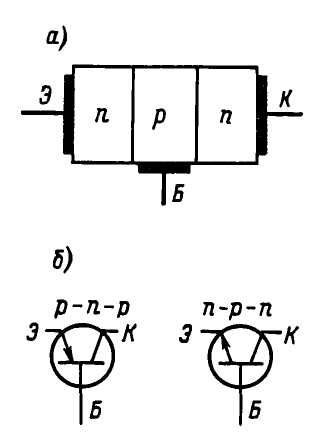 а)
Э n p n К
Б
б)
p-n-p n-p-n
Э К Э К
Б Б